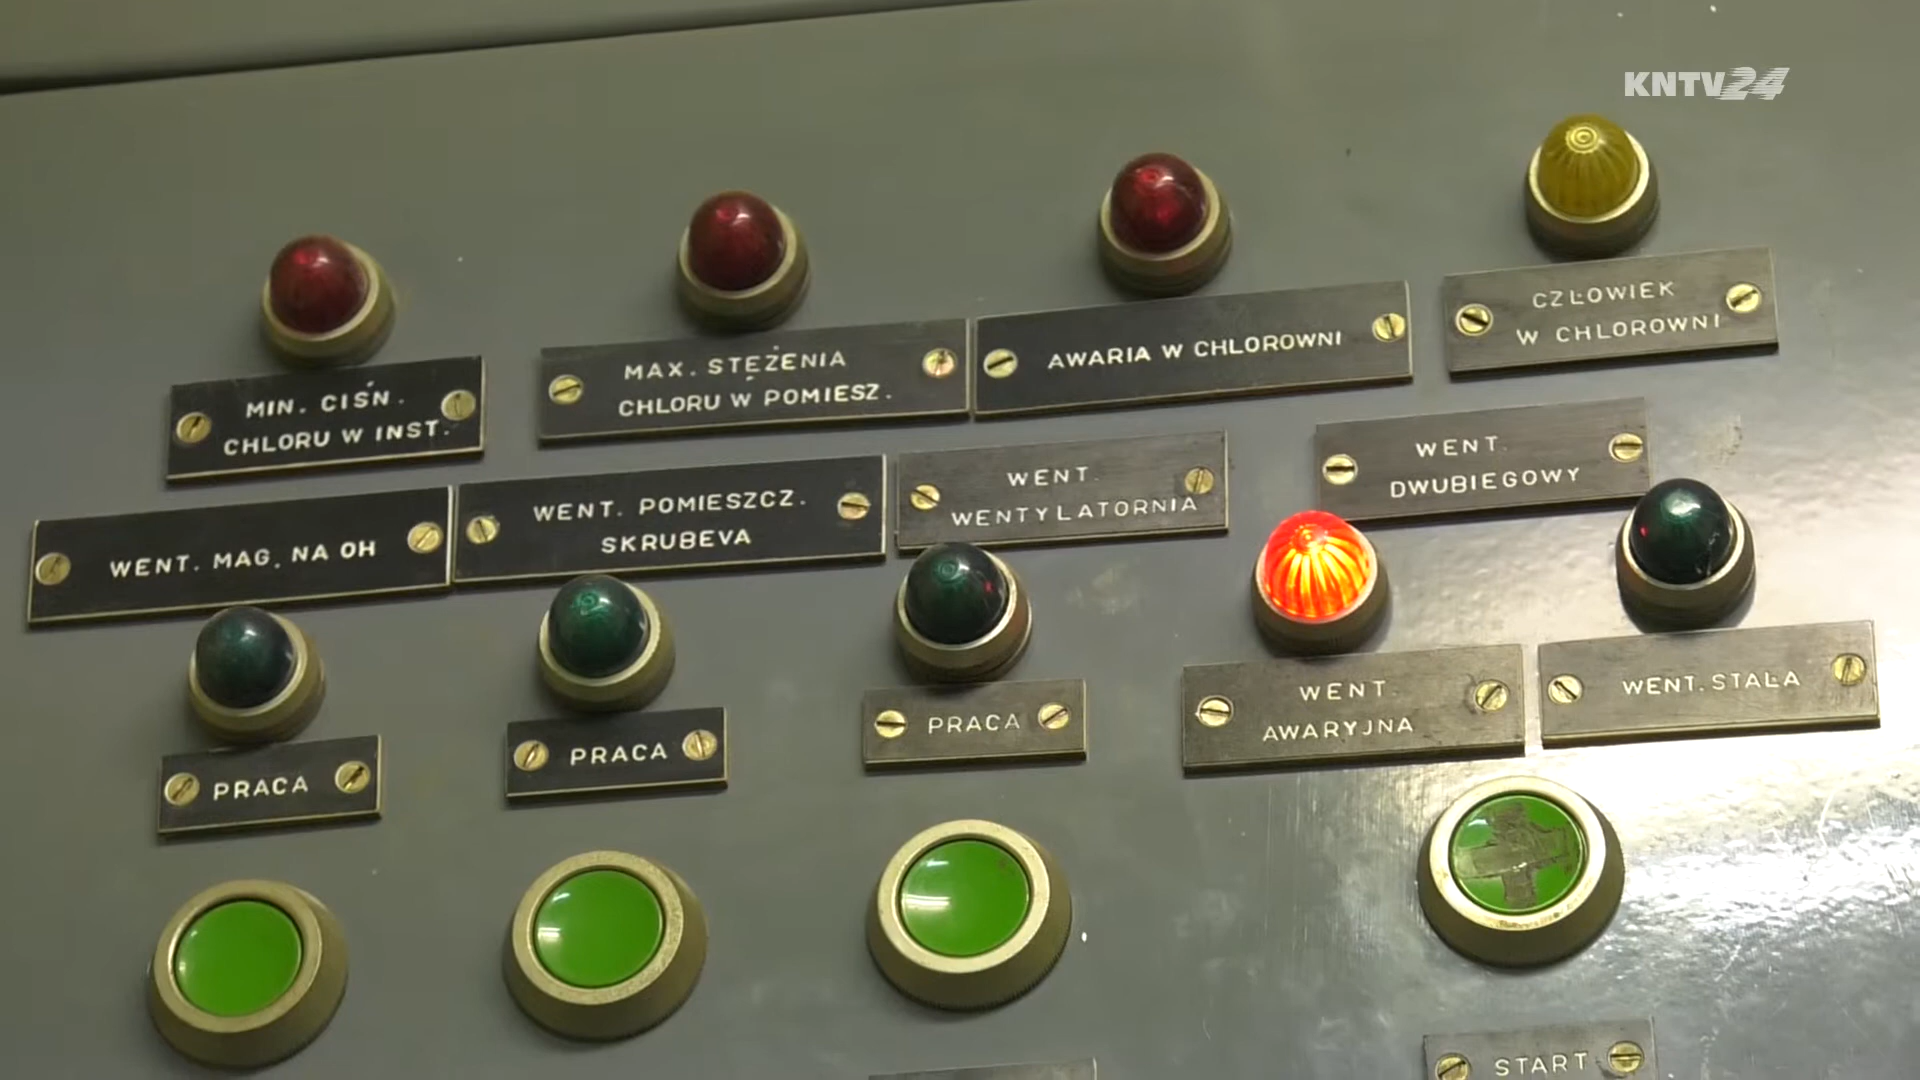 KNTV24
MIN. CIŚN.
CHLORU W INST.
MAX. STĘŻENIA
CHLORU W POMIESZ.
AWARIA W CHLOROWNI
CZŁOWIEK
W CHLOROWNI
WENT. MAG. NA OH
WENT. POMIESZCZ.
SKRUBEVA
WENT.
WENTYLATORNIA
WENT.
DWUBIEGOWY
PRACA
PRACA
PRACA
WENT.
AWARYJNA
WENT. STAŁA
START